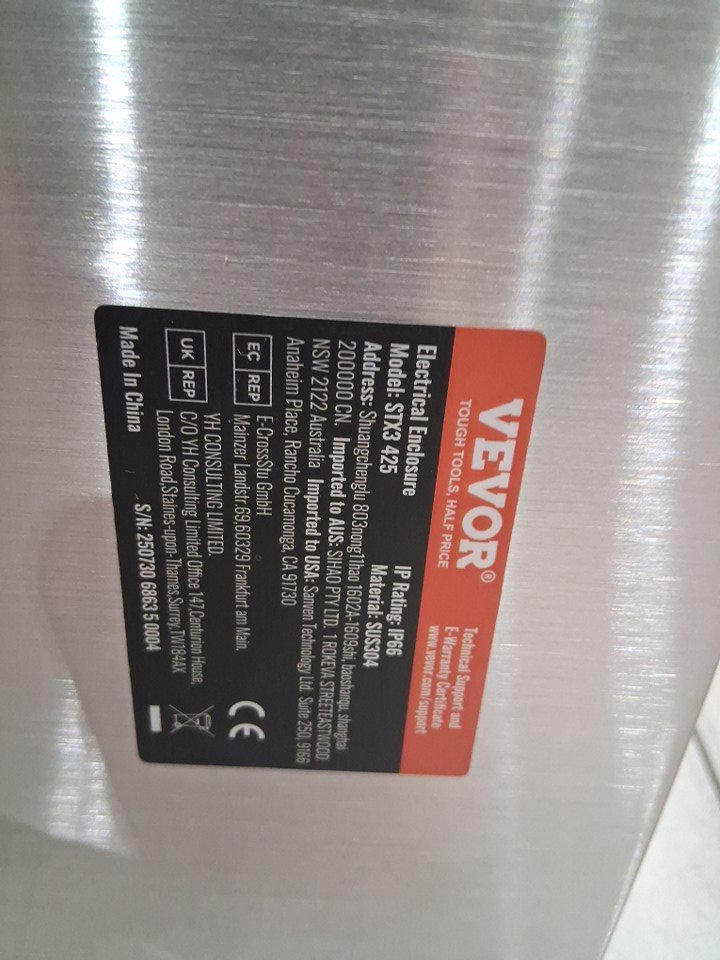 VEVOR®
TOUGH TOOLS, HALF PRICE
Technical Support and
E-Warranty Certificate
www.vevor.com/support
Electrical Enclosure
Model: STX3 425
IP Rating: IP66
Material: SUS304
Address: Shuangchenglu 803nong11hao 1602A-1609shi, baoshanqu, shanghai
200000 CN. Imported to AUS: SIHAO PTY LTD. 1 ROKEVA STREETEASTWOOD
NSW 2122 Australia Imported to USA: Sanven Technology Ltd. Suite 250, 9166
Anaheim Place, Rancho Cucamonga, CA 91730
EC REP
E-CrossStu GmbH
Mainzer Landstr.69,60329 Frankfurt am Main.
UK REP
YH CONSULTING LIMITED.
C/O YH Consulting Limited Office 147,Centurion House,
London Road,Staines-upon-Thames,Surrey,TW184AX
CE
Made In China
S/N: 250730 6863 5 0004